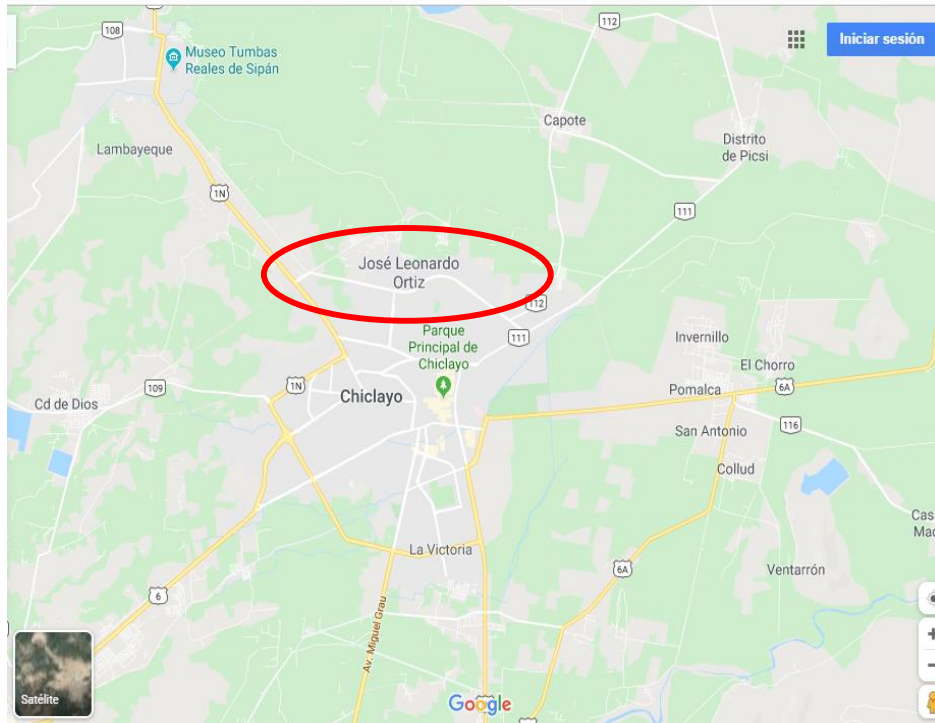 108
112
Iniciar sesión
Museo Tumbas
Reales de Sipán
Capote
Distrito
de Picsi
Lambayeque
1N
111
José Leonardo
Ortiz
112
Parque
Principal de
Chiclayo
111
Invernillo
El Chorro
109
1N
Chiclayo
Pomalca
6A
Cd de Dios
San Antonio
116
Collud
La Victoria
6A
Ventarrón
6
Av. Miguel Grau
Satélite
Google